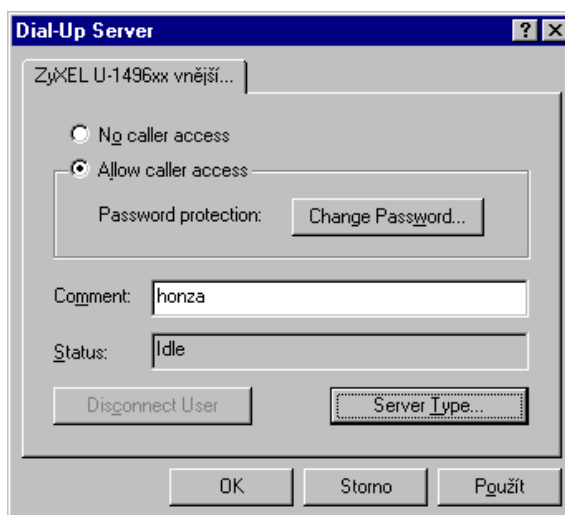 Dial-Up Server
ZyXEL U-1496xx vnější...
No caller access
Allow caller access
Password protection: Change Password...
Comment: honza
Status: Idle
Disconnect User Server Type...
OK Storno Použít